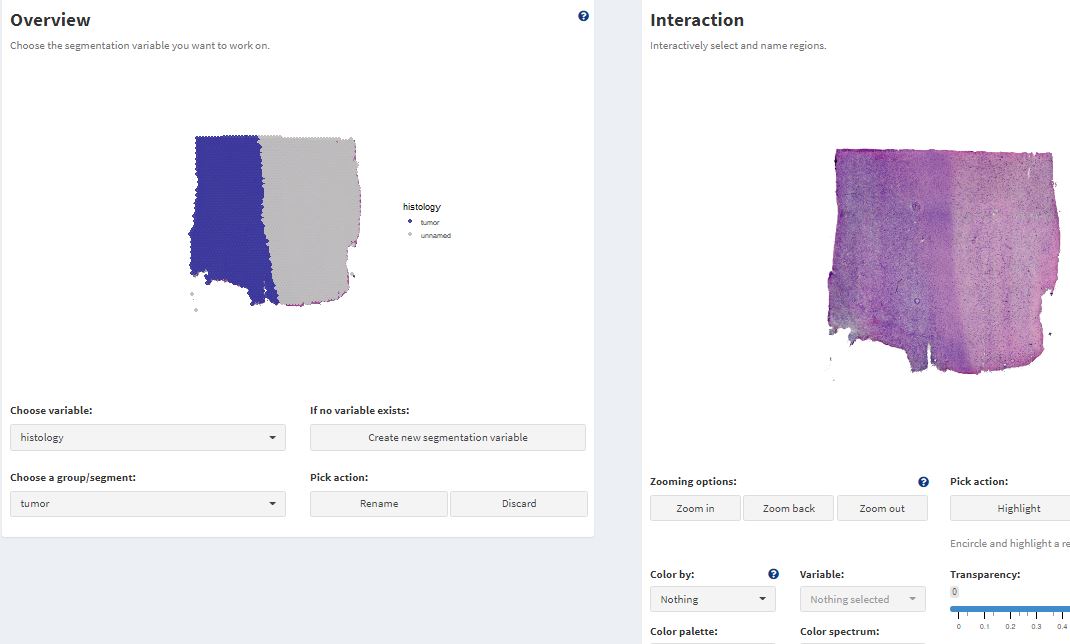 Overview
Choose the segmentation variable you want to work on.
histology
tumor
unnamed
Choose variable:
histology
If no variable exists:
Create new segmentation variable
Choose a group/segment:
tumor
Pick action:
Rename
Discard
Interaction
Interactively select and name regions.
Zooming options:
Zoom in
Zoom back
Zoom out
Pick action:
Highlight
Encircle and highlight a re
Color by:
Nothing
Variable:
Nothing selected
Transparency:
0
0 0.1 0.2 0.3 0.4
Color palette:
Color spectrum: